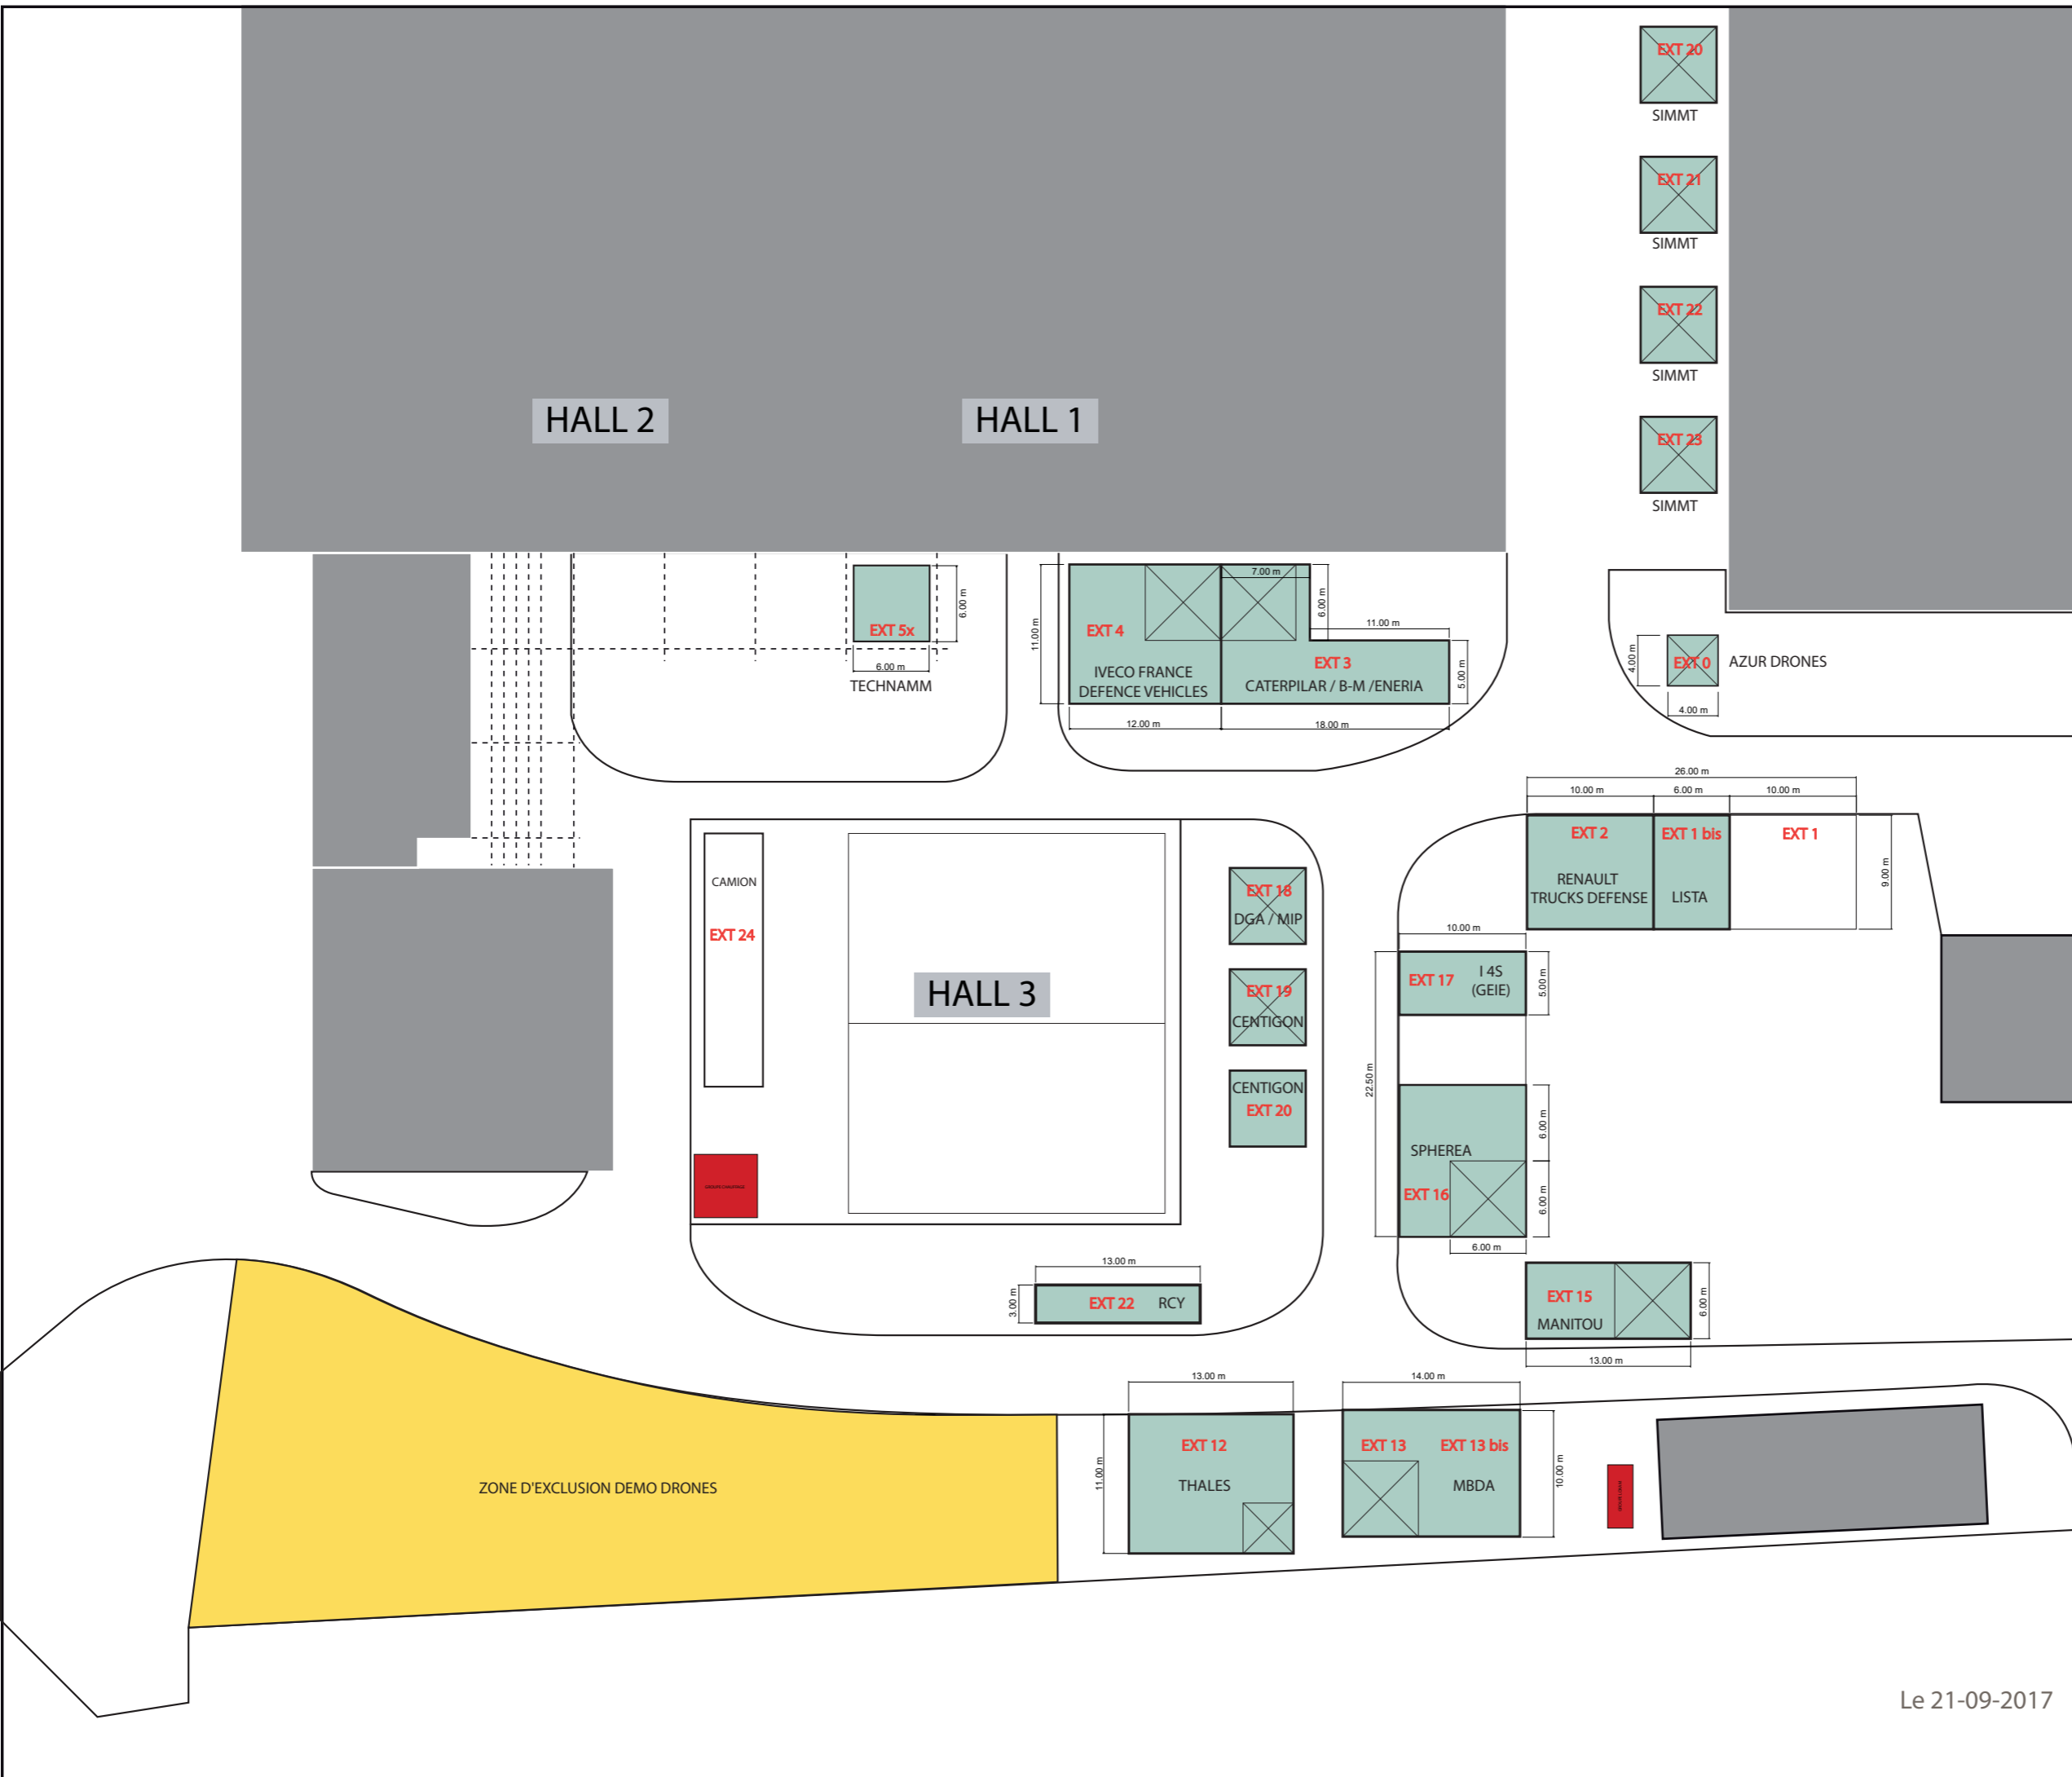 EXT 20
SIMMT
EXT 21
SIMMT
EXT 22
SIMMT
EXT 23
SIMMT
HALL 2
HALL 1
EXT 5x
6.00 m
6.00 m
TECHNAMM
11.00 m
EXT 4
IVECO FRANCE
DEFENCE VEHICLES
12.00 m
7.00 m
6.00 m
11.00 m
EXT 3
CATERPILAR / B-M /ENERIA
5.00 m
18.00 m
4.00 m
EXT 0
AZUR DRONES
4.00 m
26.00 m
10.00 m
6.00 m
10.00 m
EXT 2
EXT 1 bis
EXT 1
RENAULT
TRUCKS DEFENSE
LISTA
9.00 m
CAMION
EXT 24
HALL 3
EXT 18
DGA / MIP
EXT 19
CENTIGON
CENTIGON
EXT 20
10.00 m
EXT 17
I 4S
(GEIE)
5.00 m
22.50 m
SPHEREA
EXT 16
6.00 m
6.00 m
6.00 m
13.00 m
3.00 m
EXT 22
RCY
EXT 15
MANITOU
6.00 m
13.00 m
ZONE D'EXCLUSION DEMO DRONES
13.00 m
11.00 m
EXT 12
THALES
14.00 m
EXT 13
EXT 13 bis
MBDA
10.00 m
Le 21-09-2017